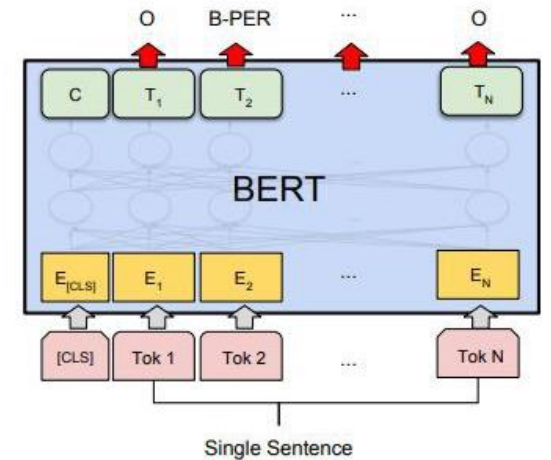 O B-PER ... O
C T1 T2 ... TN
BERT
E[CLS] E1 E2 ... EN
[CLS] Tok 1 Tok 2 ... Tok N
Single Sentence